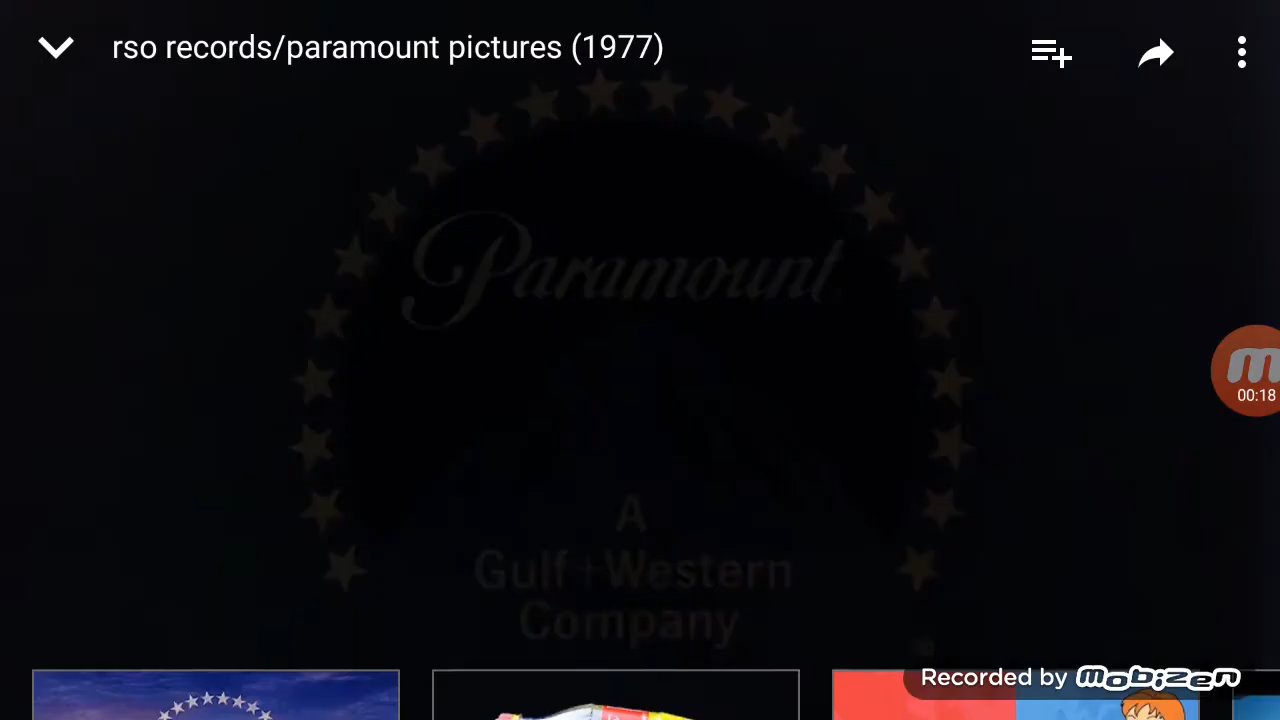 rso records/paramount pictures (1977)
Paramount
A
Gulf+Western
Company
00:18
Recorded by mobizen